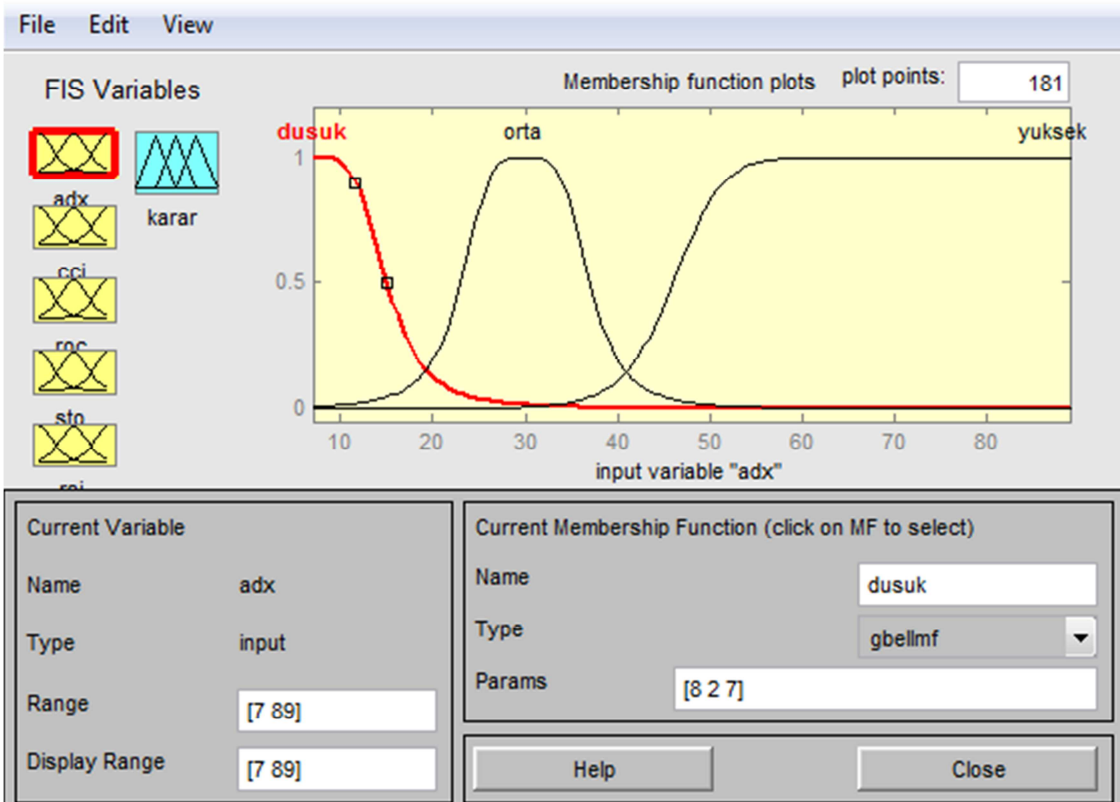 File Edit View
FIS Variables
Membership function plots plot points: 181
adx
karar
cci
roc
sto
dusuk orta yuksek
1
0.5
0
10 20 30 40 50 60 70 80
input variable "adx"
Current Variable
Name adx
Type input
Range [7 89]
Display Range [7 89]
Current Membership Function (click on MF to select)
Name dusuk
Type gbellmf
Params [8 2 7]
Help Close